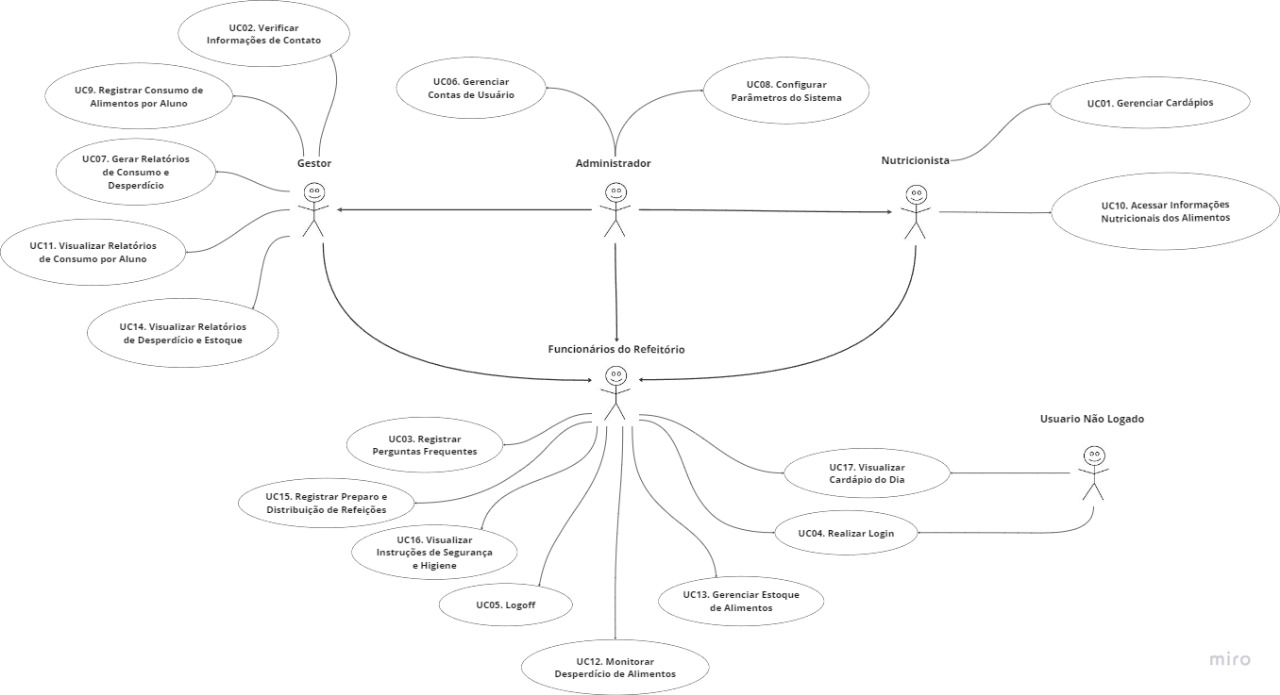 UC02. Verificar
Informações de Contato
UC9. Registrar Consumo de
Alimentos por Aluno
UC06. Gerenciar
Contas de Usuário
UC08. Configurar
Parâmetros do Sistema
UC01. Gerenciar Cardápios
Gestor
Administrador
Nutricionista
UC07. Gerar Relatórios
de Consumo e
Desperdício
UC10. Acessar Informações
Nutricionais dos Alimentos
UC11. Visualizar Relatórios
de Consumo por Aluno
UC14. Visualizar Relatórios
de Desperdício e Estoque
Funcionários do Refeitório
Usuario Não Logado
UC03. Registrar
Perguntas Frequentes
UC17. Visualizar
Cardápio do Dia
UC15. Registrar Preparo e
Distribuição de Refeições
UC04. Realizar Login
UC16. Visualizar
Instruções de Segurança
e Higiene
UC05. Logoff
UC13. Gerenciar Estoque
de Alimentos
UC12. Monitorar
Desperdício de Alimentos
miro